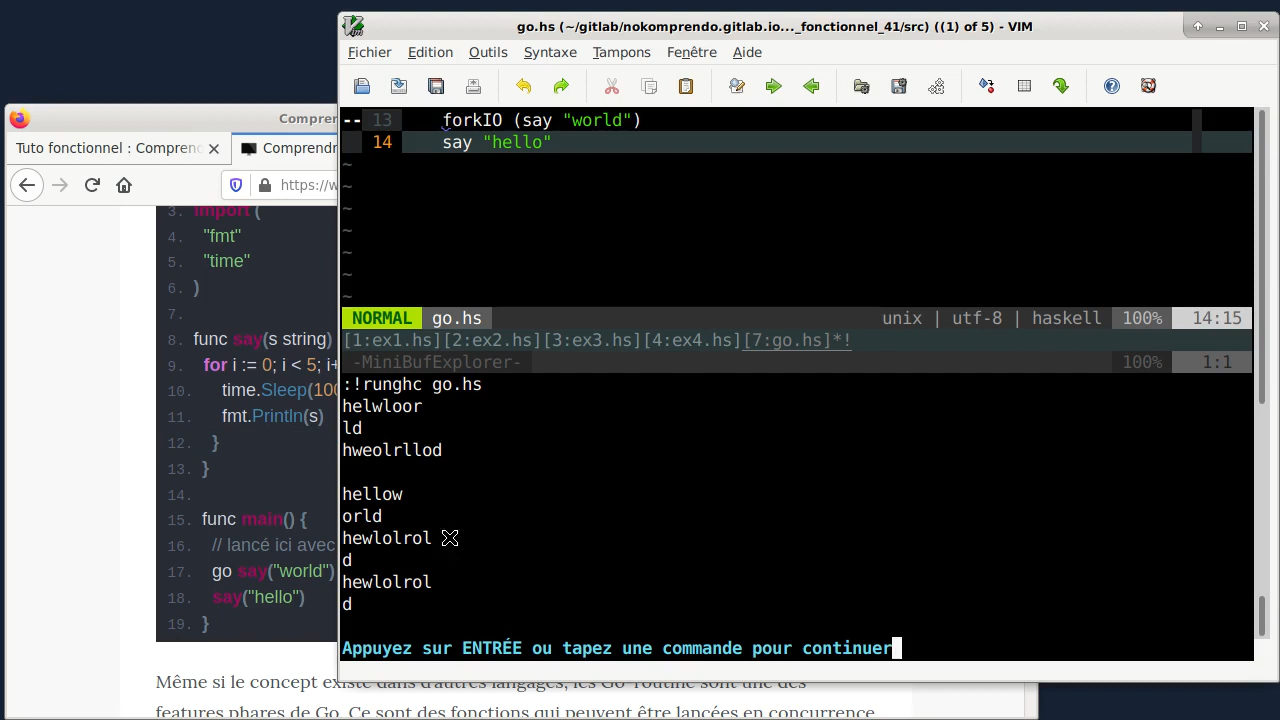 go.hs (~/gitlab/nokomprendo.gitlab.io..._fonctionnel_41/src) ((1) of 5) - VIM
Fichier Edition Outils Syntaxe Tampons Fenêtre Aide
-- 13 forkIO (say "world")
14 say "hello"
~
~
~
~
~
~
~
NORMAL go.hs unix | utf-8 | haskell 100% 14:15
[1:ex1.hs][2:ex2.hs][3:ex3.hs][4:ex4.hs][7:go.hs]*!
-MiniBufExplorer- 100% 1:1
:!runghc go.hs
helwloor
ld
hweolrllod
hellow
orld
hewlolrol
d
hewlolrol
d
Appuyez sur ENTRÉE ou tapez une commande pour continuer
Compre
Tuto fonctionnel : Compren
Comprendr
https://w
3. import (
4. "fmt"
5. "time"
6. )
7.
8. func say(s string)
9. for i := 0; i < 5; i+
10. time.Sleep(100
11. fmt.Println(s)
12. }
13. }
14.
15. func main() {
16. // lancé ici avec
17. go say("world")
18. say("hello")
19. }
Même si le concept existe dans d'autres langages, les Go-routine sont une des
features phares de Go. Ce sont des fonctions qui peuvent être lancées en concurrence